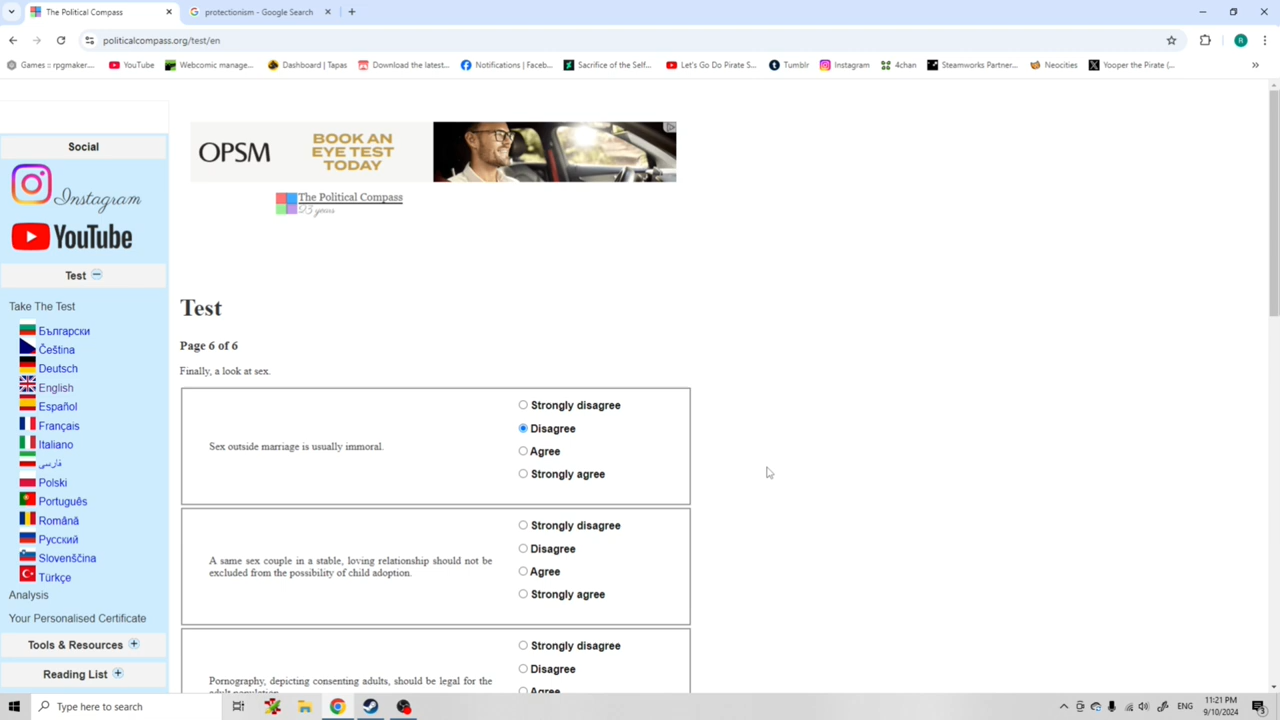 The Political Compass
protectionism - Google Search
politicalcompass.org/test/en
Games :: rpgmaker....
YouTube
Webcomic manage...
Dashboard | Tapas
Download the latest...
Notifications | Faceb...
Sacrifice of the Self...
Let's Go Do Pirate S...
Tumblr
Instagram
4chan
Steamworks Partner...
Neocities
Yooper the Pirate (...
»
R
OPSM
BOOK AN
EYE TEST
TODAY
The Political Compass
23 years
Social
Instagram
YouTube
Test
Take The Test
Български
Čeština
Deutsch
English
Español
Français
Italiano
فارسی
Polski
Português
Română
Русский
Slovenščina
Türkçe
Analysis
Your Personalised Certificate
Tools & Resources
Reading List
Test
Page 6 of 6
Finally, a look at sex.
Sex outside marriage is usually immoral.
Strongly disagree
Disagree
Agree
Strongly agree
A same sex couple in a stable, loving relationship should not be
excluded from the possibility of child adoption.
Strongly disagree
Disagree
Agree
Strongly agree
Pornography, depicting consenting adults, should be legal for the
adult population.
Strongly disagree
Disagree
Agree
Type here to search
ENG
11:21 PM
9/10/2024
3